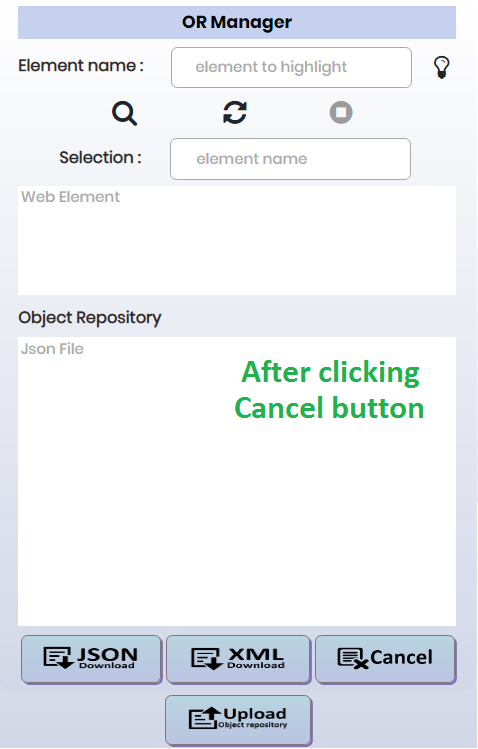 OR Manager
Element name :
element to highlight
Selection :
element name
Web Element
Object Repository
Json File
After clicking
Cancel button
JSON
Download
XML
Download
Cancel
Upload
Object repository